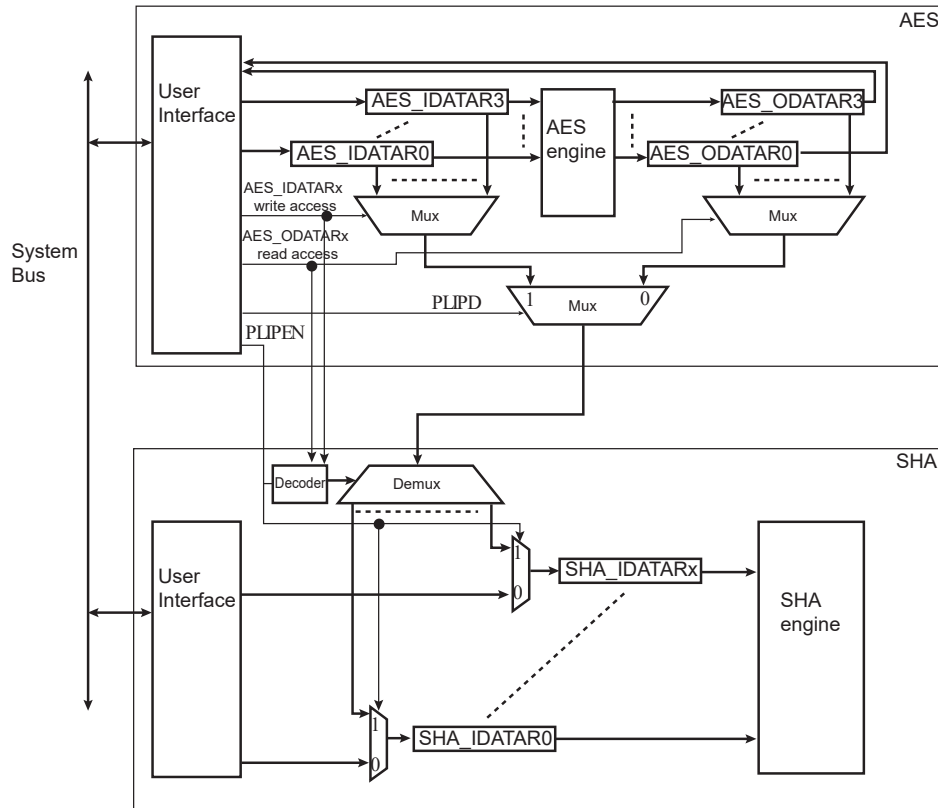 AES
User
Interface
AES_IDATAR3
AES_ODATAR3
AES
engine
AES_IDATAR0
AES_ODATAR0
AES_IDATARx
write access
Mux
Mux
AES_ODATARx
read access
System
Bus
1
Mux
0
PLIPD
PLIPEN
SHA
Decoder
Demux
1
0
SHA_IDATARx
User
Interface
SHA
engine
1
0
SHA_IDATAR0